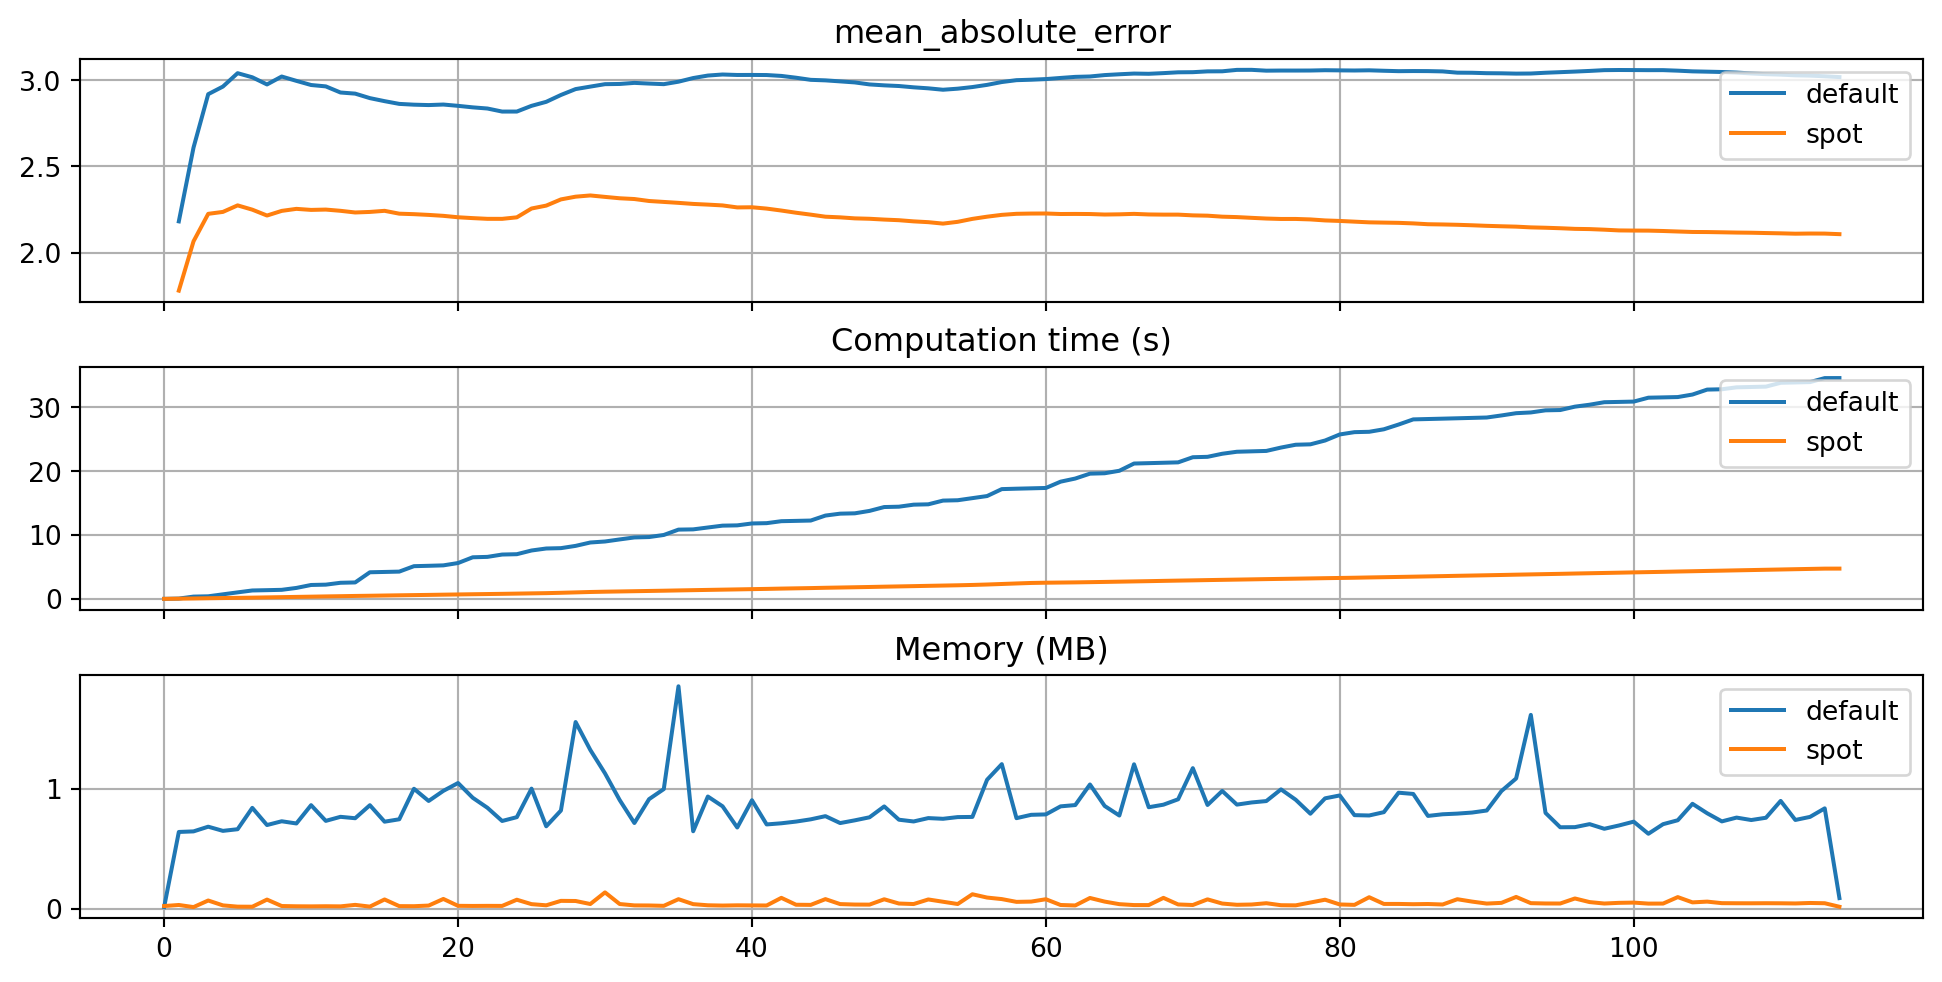 mean_absolute_error
3.0
2.5
2.0
default
spot
Computation time (s)
30
20
10
0
default
spot
Memory (MB)
1
0
default
spot
0 20 40 60 80 100